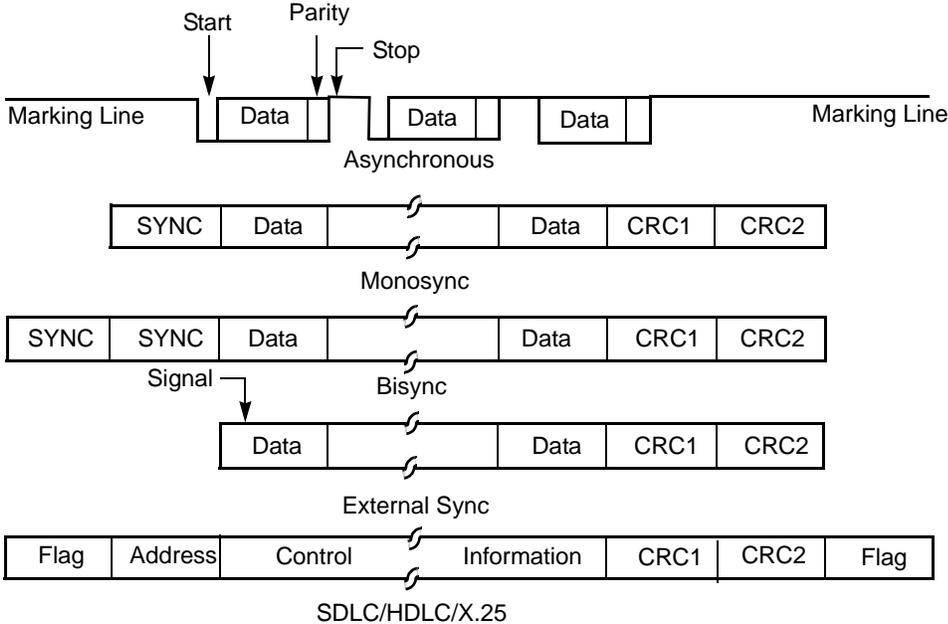 Start
Parity
Stop
Marking Line
Data
Data
Data
Marking Line
Asynchronous
SYNC Data Data CRC1 CRC2
Monosync
SYNC SYNC Data Data CRC1 CRC2
Signal
Bisync
Data Data CRC1 CRC2
External Sync
Flag Address Control Information CRC1 CRC2 Flag
SDLC/HDLC/X.25